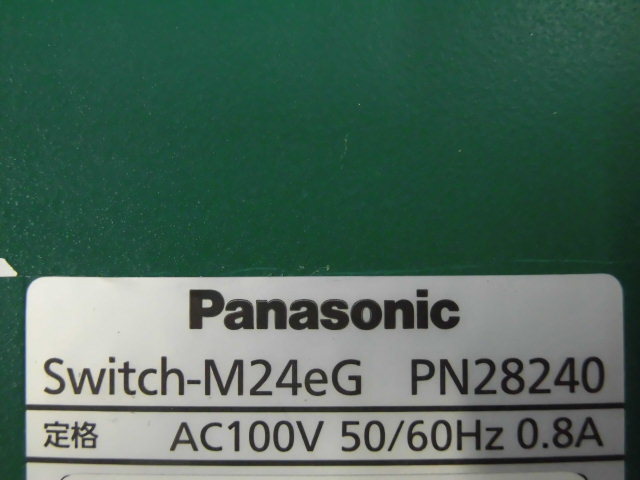 Panasonic
Switch-M24eG PN28240
定格 AC100V 50/60Hz 0.8A